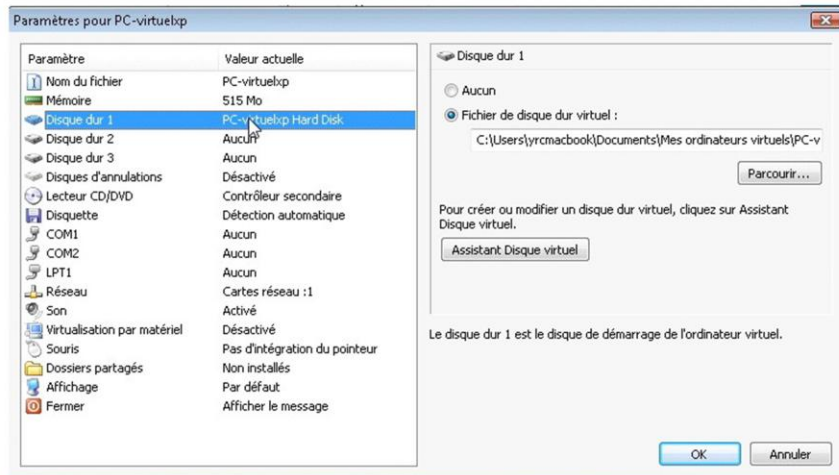 Paramètres pour PC-virtuelxp
Paramètre Valeur actuelle
Nom du fichier PC-virtuelxp
Mémoire 515 Mo
Disque dur 1 PC-virtuelxp Hard Disk
Disque dur 2 Aucun
Disque dur 3 Aucun
Disques d'annulations Désactivé
Lecteur CD/DVD Contrôleur secondaire
Disquette Détection automatique
COM1 Aucun
COM2 Aucun
LPT1 Aucun
Réseau Cartes réseau :1
Son Activé
Virtualisation par matériel Désactivé
Souris Pas d'intégration du pointeur
Dossiers partagés Non installés
Affichage Par défaut
Fermer Afficher le message
Disque dur 1
Aucun
Fichier de disque dur virtuel :
C:\Users\yrcmacbook\Documents\Mes ordinateurs virtuels\PC-v
Parcourir...
Pour créer ou modifier un disque dur virtuel, cliquez sur Assistant
Disque virtuel.
Assistant Disque virtuel
Le disque dur 1 est le disque de démarrage de l'ordinateur virtuel.
OK Annuler